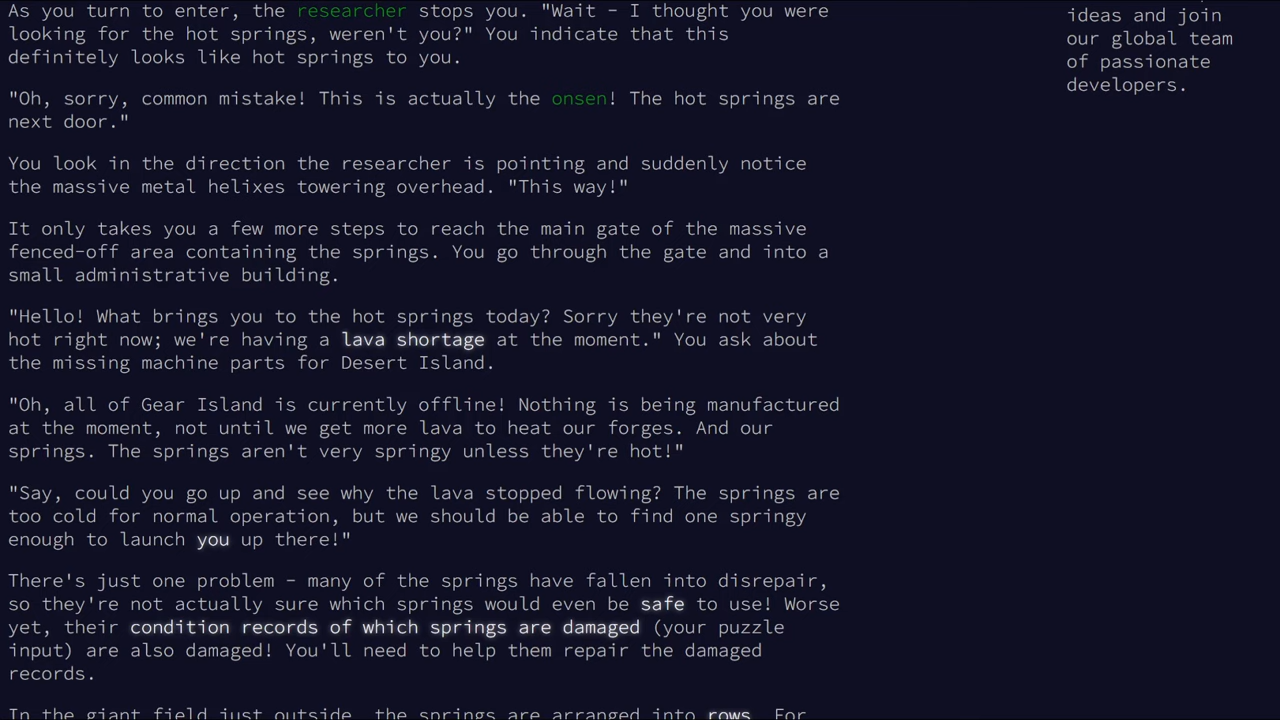 As you turn to enter, the researcher stops you. "Wait - I thought you were
looking for the hot springs, weren't you?" You indicate that this
definitely looks like hot springs to you.
"Oh, sorry, common mistake! This is actually the onsen! The hot springs are
next door."
You look in the direction the researcher is pointing and suddenly notice
the massive metal helixes towering overhead. "This way!"
It only takes you a few more steps to reach the main gate of the massive
fenced-off area containing the springs. You go through the gate and into a
small administrative building.
"Hello! What brings you to the hot springs today? Sorry they're not very
hot right now; we're having a lava shortage at the moment." You ask about
the missing machine parts for Desert Island.
"Oh, all of Gear Island is currently offline! Nothing is being manufactured
at the moment, not until we get more lava to heat our forges. And our
springs. The springs aren't very springy unless they're hot!"
"Say, could you go up and see why the lava stopped flowing? The springs are
too cold for normal operation, but we should be able to find one springy
enough to launch you up there!"
There's just one problem - many of the springs have fallen into disrepair,
so they're not actually sure which springs would even be safe to use! Worse
yet, their condition records of which springs are damaged (your puzzle
input) are also damaged! You'll need to help them repair the damaged
records.
In the giant field just outside, the springs are arranged into rows. For
ideas and join
our global team
of passionate
developers.